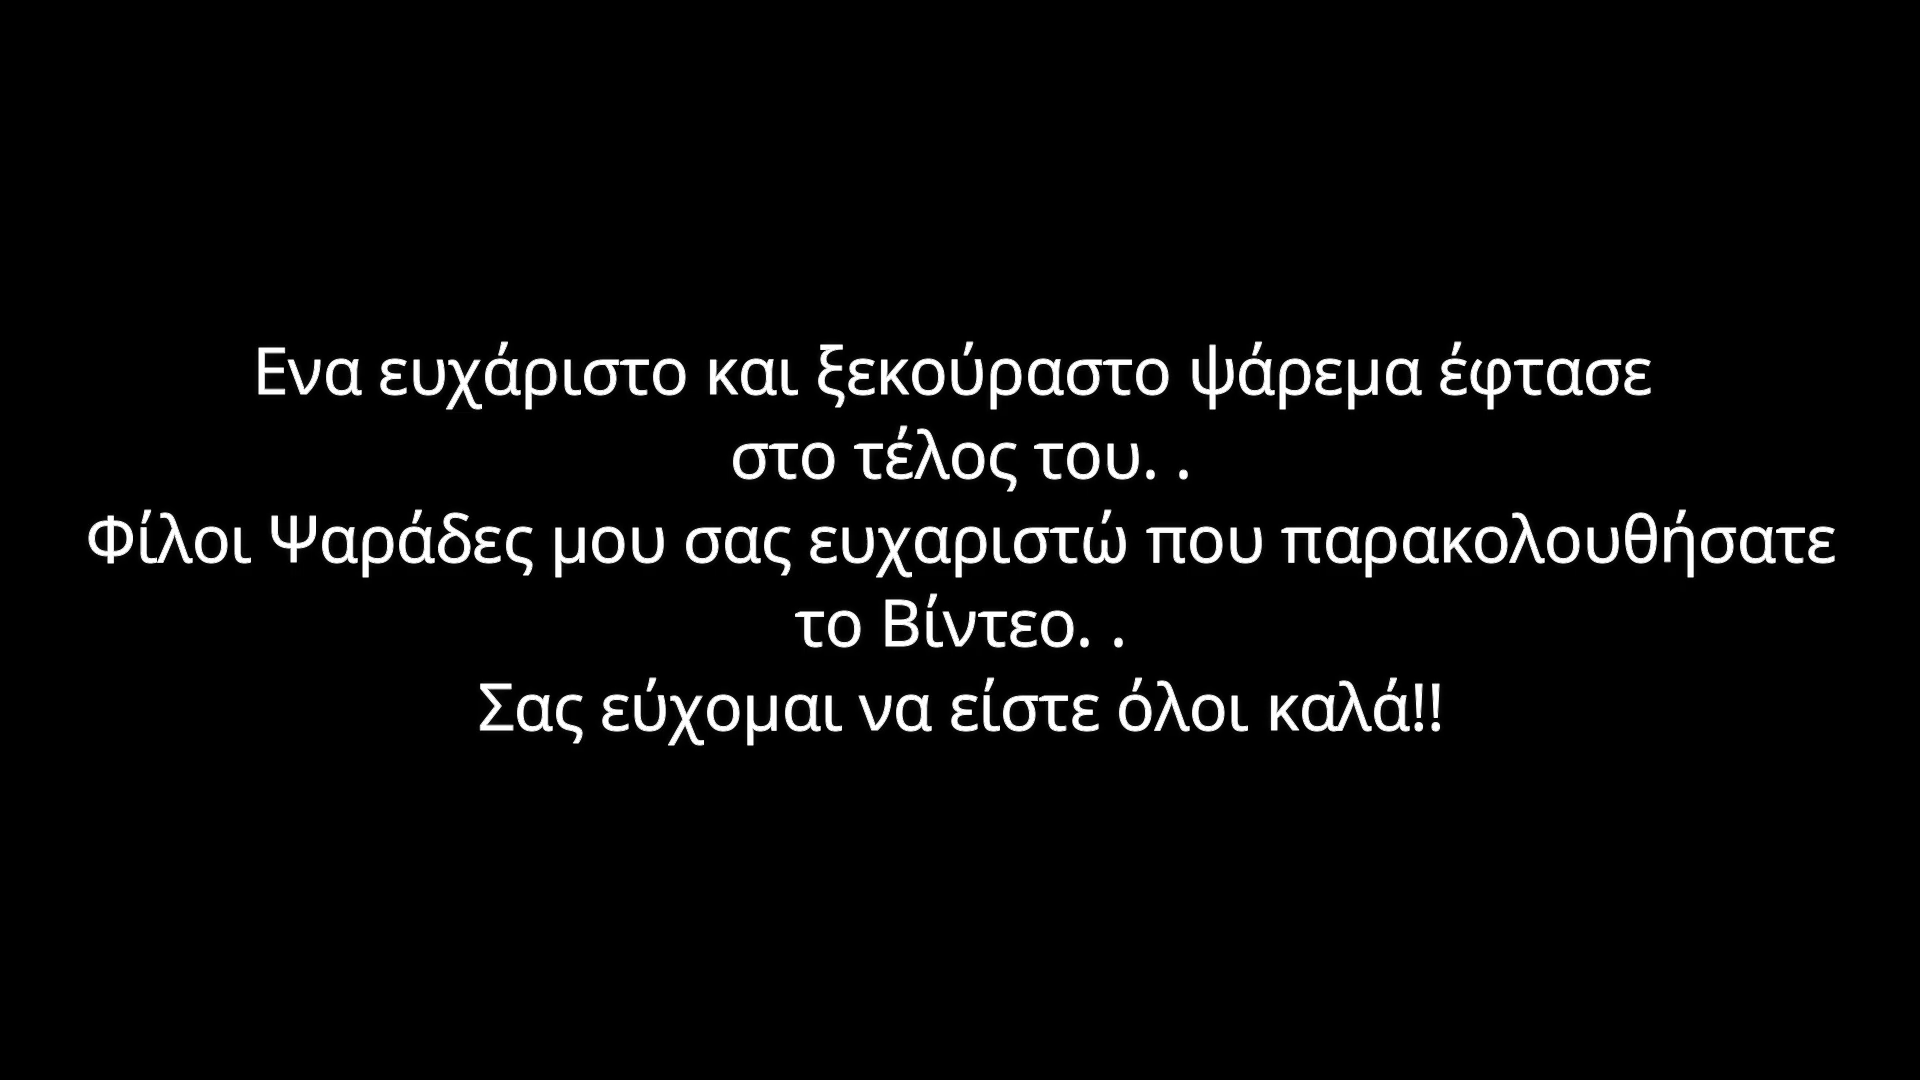 Ενα ευχάριστο και ξεκούραστο ψάρεμα έφτασε
στο τέλος του. .
Φίλοι Ψαράδες μου σας ευχαριστώ που παρακολουθήσατε
το Βίντεο. .
Σας εύχομαι να είστε όλοι καλά!!